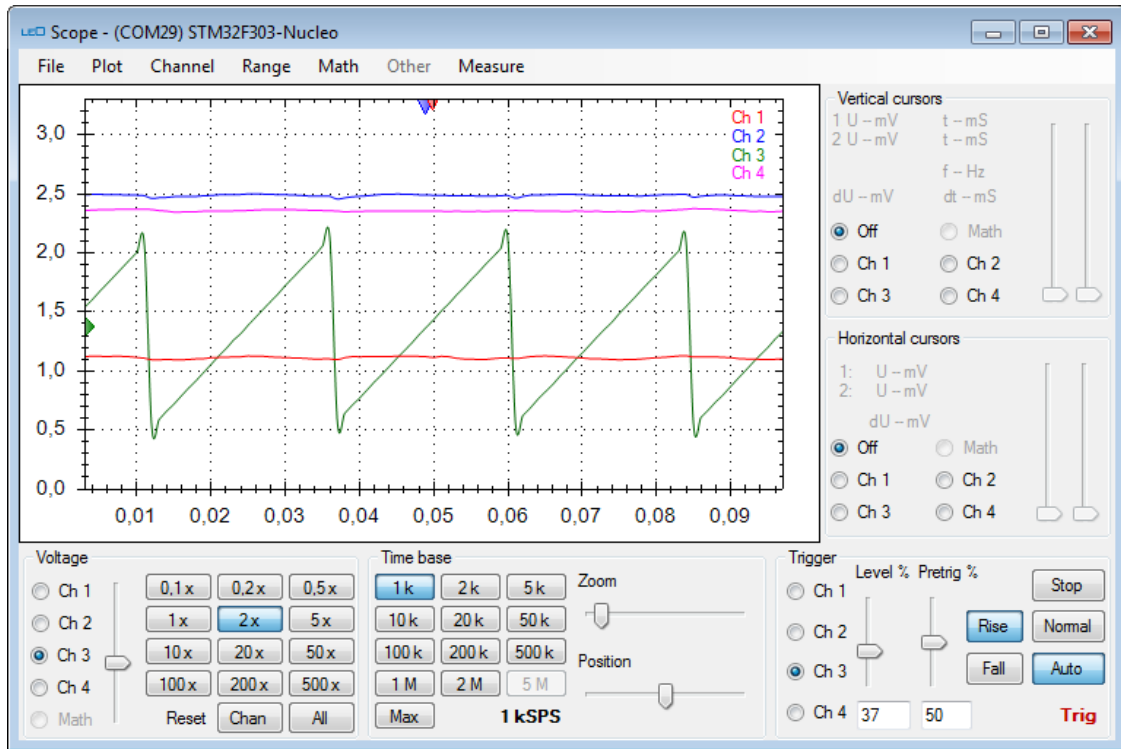 LEO Scope - (COM29) STM32F303-Nucleo
File Plot Channel Range Math Other Measure
Ch 1
Ch 2
Ch 3
Ch 4
3,0
2,5
2,0
1,5
1,0
0,5
0,0
0,01 0,02 0,03 0,04 0,05 0,06 0,07 0,08 0,09
Vertical cursors
1 U -- mV t -- mS
2 U -- mV t -- mS
f -- Hz
dU -- mV dt -- mS
Off Math
Ch 1 Ch 2
Ch 3 Ch 4
Horizontal cursors
1: U -- mV
2: U -- mV
dU -- mV
Off Math
Ch 1 Ch 2
Ch 3 Ch 4
Voltage
Ch 1 0,1 x 0,2 x 0,5 x
Ch 2 1 x 2 x 5 x
Ch 3 10 x 20 x 50 x
Ch 4 100 x 200 x 500 x
Math Reset Chan All
Time base
1 k 2 k 5 k
10 k 20 k 50 k
100 k 200 k 500 k
1 M 2 M 5 M
Max 1 kSPS
Zoom
Position
Trigger
Level % Pretrig %
Ch 1 Stop
Ch 2 Rise Normal
Ch 3 Fall Auto
Ch 4 37 50 Trig